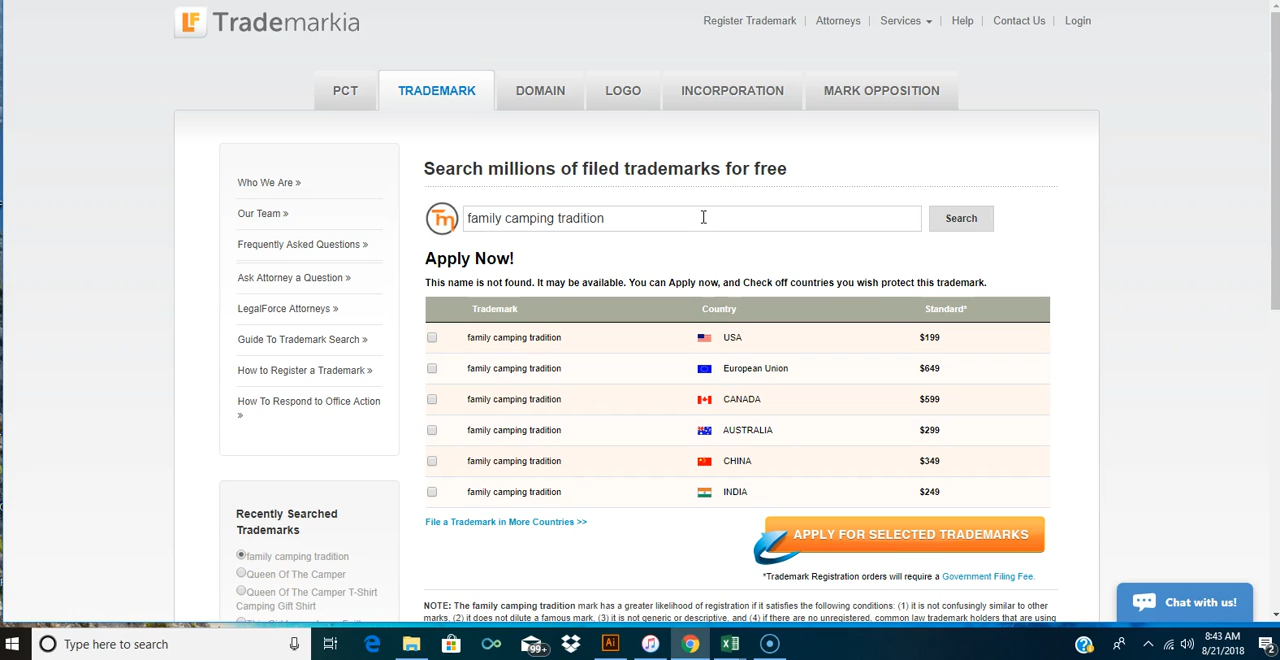 LF Trademarkia
Register Trademark | Attorneys | Services | Help | Contact Us | Login
PCT TRADEMARK DOMAIN LOGO INCORPORATION MARK OPPOSITION
Who We Are »
Our Team »
Frequently Asked Questions »
Ask Attorney a Question »
LegalForce Attorneys »
Guide To Trademark Search »
How to Register a Trademark »
How To Respond to Office Action
»
Recently Searched
Trademarks
family camping tradition
Queen Of The Camper
Queen Of The Camper T-Shirt
Camping Gift Shirt
Search millions of filed trademarks for free
Tm family camping tradition Search
Apply Now!
This name is not found. It may be available. You can Apply now, and Check off countries you wish protect this trademark.
Trademark Country Standard*
family camping tradition USA $199
family camping tradition European Union $649
family camping tradition CANADA $599
family camping tradition AUSTRALIA $299
family camping tradition CHINA $349
family camping tradition INDIA $249
File a Trademark in More Countries >>
APPLY FOR SELECTED TRADEMARKS
*Trademark Registration orders will require a Government Filing Fee.
NOTE: The family camping tradition mark has a greater likelihood of registration if it satisfies the following conditions: (1) it is not confusingly similar to other
marks, (2) it does not dilute a famous mark, (3) it is not generic or descriptive, and (4) if there are no unregistered, common law trademark holders that are using
Chat with us!
Type here to search
99+
Ai
8:43 AM
8/21/2018
2